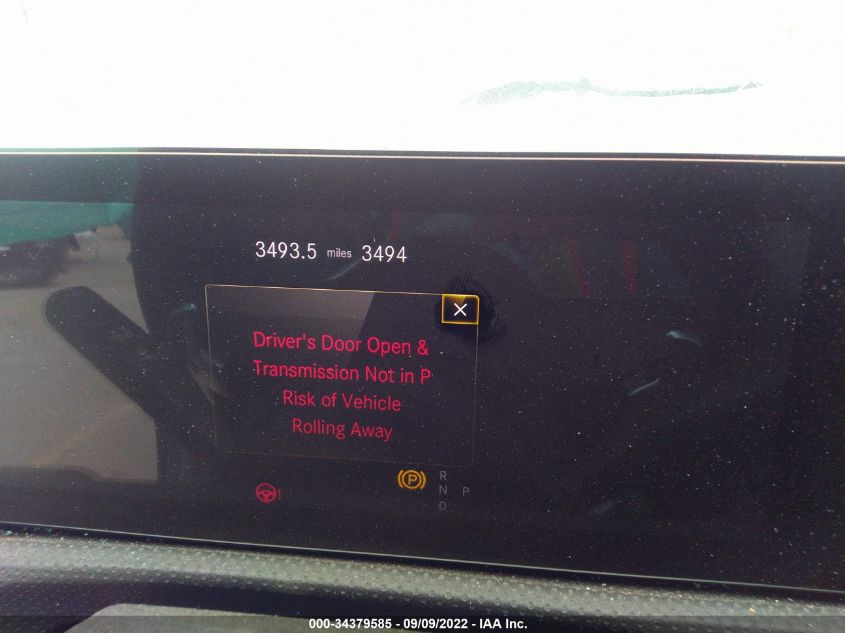 3493.5 miles 3494
Driver's Door Open &
Transmission Not in P
Risk of Vehicle
Rolling Away
! (P) R
N P
D
000-34379585 - 09/09/2022 - IAA Inc.